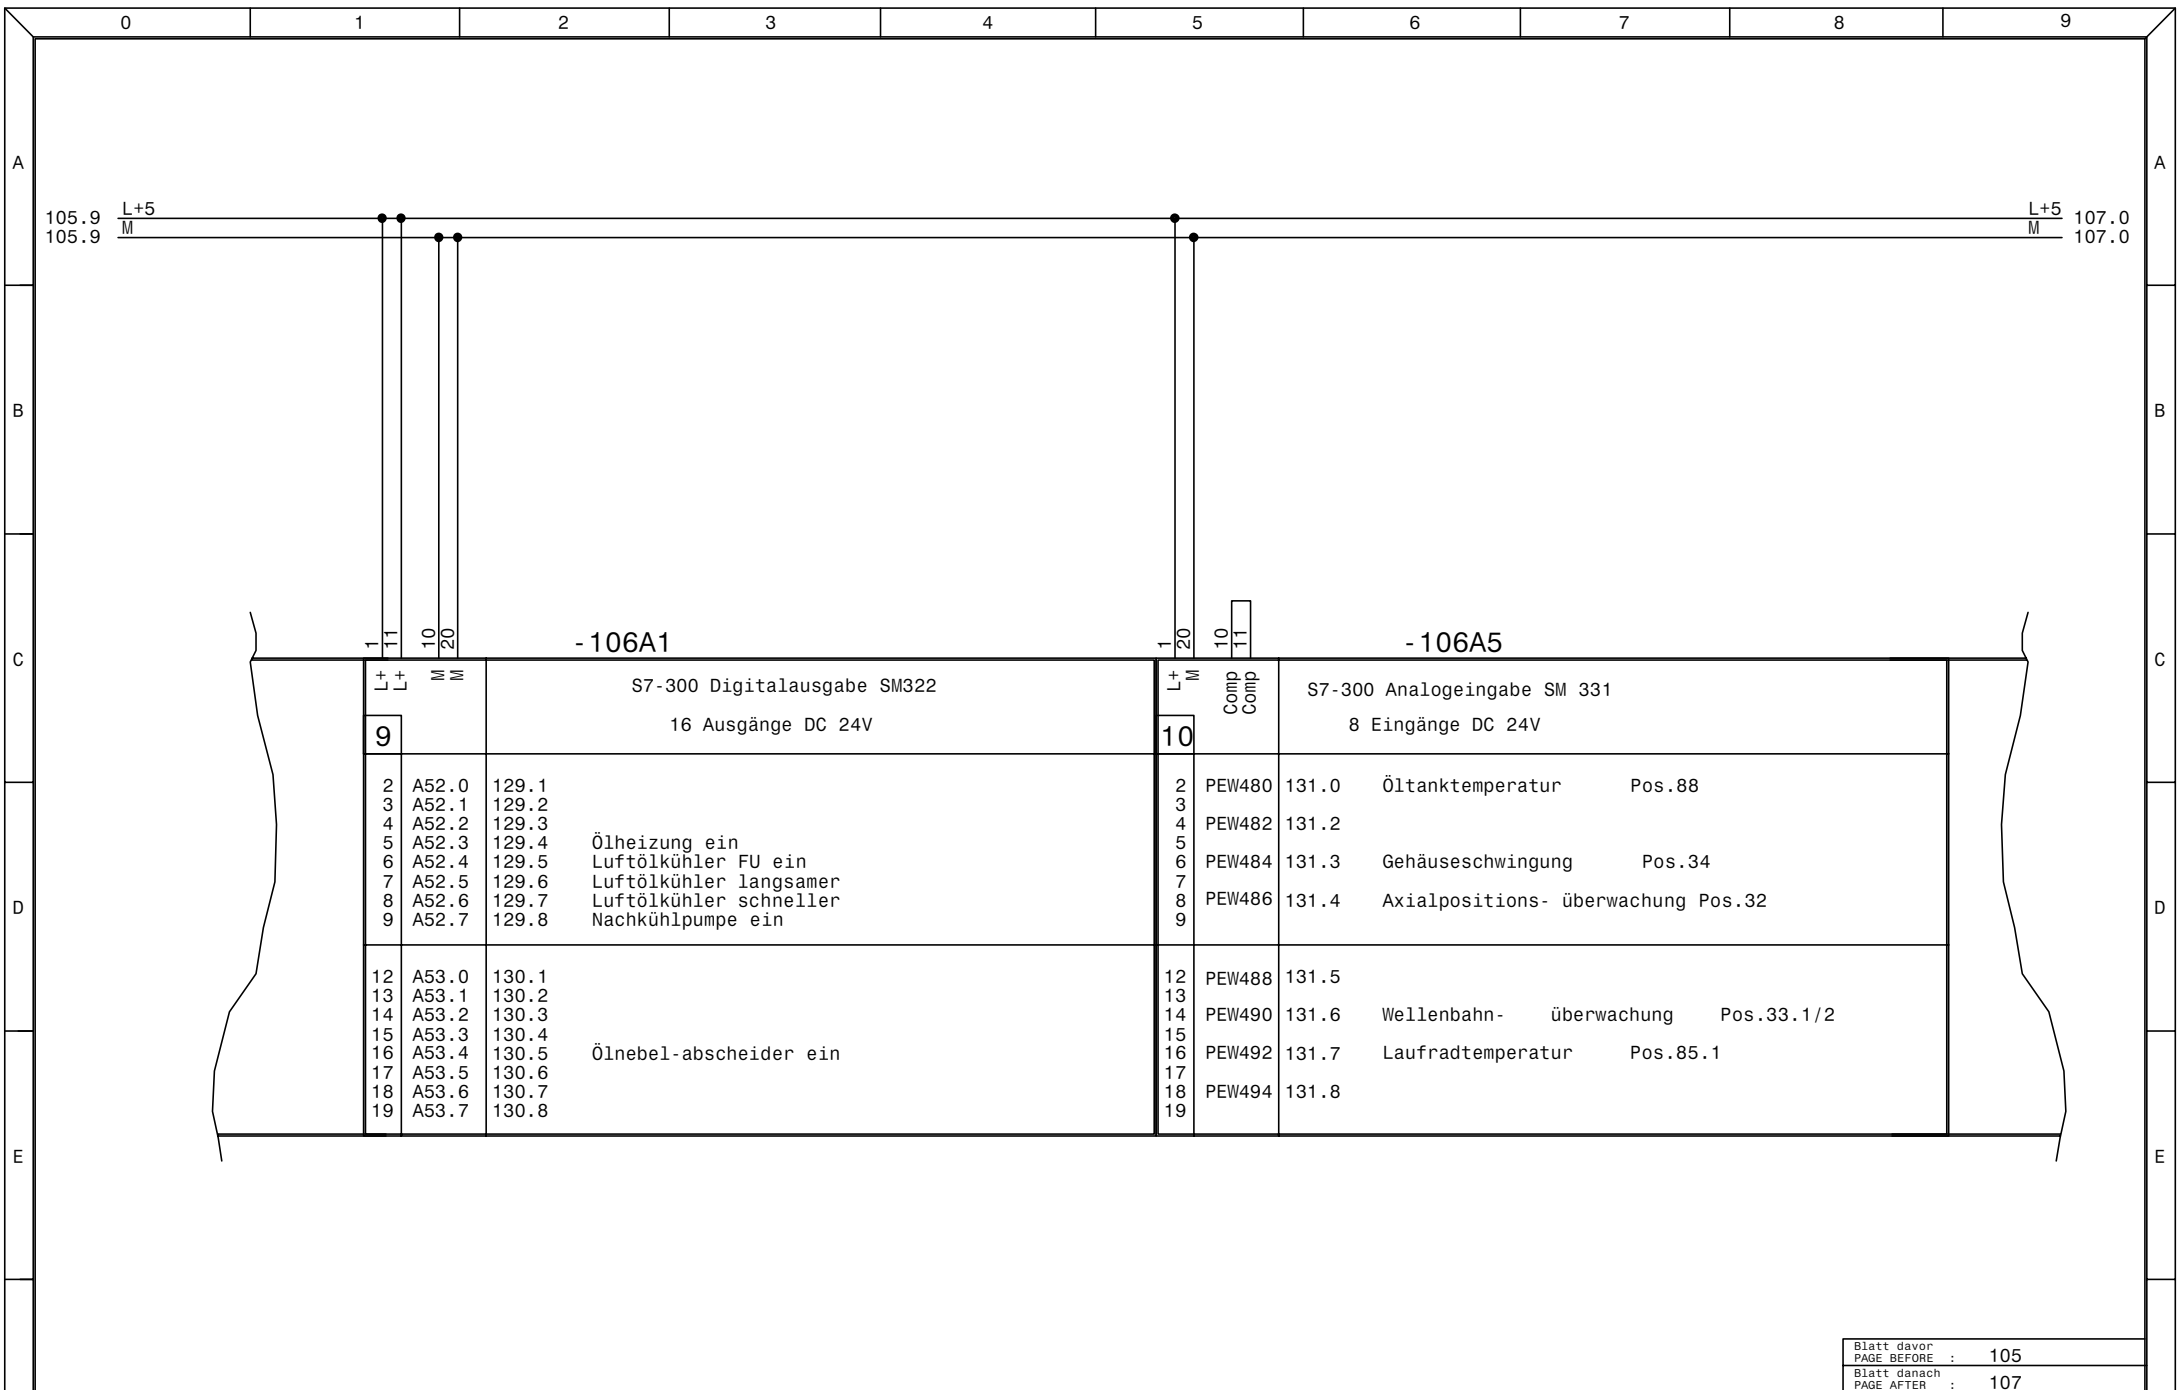 0 1 2 3 4 5 6 7 8 9
A A
105.9 L+5 L+5 107.0
105.9 M M 107.0
B B
1 11 10 20 -106A1 1 20 10 11 -106A5
C C
L+ L+ M M S7-300 Digitalausgabe SM322 L+ M Comp Comp S7-300 Analogeingabe SM 331
9 16 Ausgänge DC 24V 10 8 Eingänge DC 24V
2 A52.0 129.1 2 PEW480 131.0 Öltanktemperatur Pos.88
3 A52.1 129.2 3
4 A52.2 129.3 4 PEW482 131.2
5 A52.3 129.4 Ölheizung ein 5
6 A52.4 129.5 Luftölkühler FU ein 6 PEW484 131.3 Gehäuseschwingung Pos.34
7 A52.5 129.6 Luftölkühler langsamer 7
8 A52.6 129.7 Luftölkühler schneller 8 PEW486 131.4 Axialpositions- überwachung Pos.32
D D
9 A52.7 129.8 Nachkühlpumpe ein 9
12 A53.0 130.1 12 PEW488 131.5
13 A53.1 130.2 13
14 A53.2 130.3 14 PEW490 131.6 Wellenbahn- überwachung Pos.33.1/2
15 A53.3 130.4 15
16 A53.4 130.5 Ölnebel-abscheider ein 16 PEW492 131.7 Laufradtemperatur Pos.85.1
17 A53.5 130.6 17
18 A53.6 130.7 18 PEW494 131.8
19 A53.7 130.8 19
E E
Blatt davor
PAGE BEFORE : 105
Blatt danach
PAGE AFTER : 107